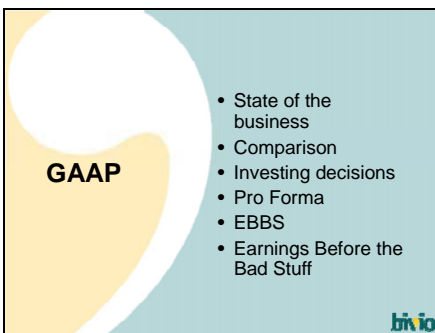 GAAP
• State of the
business
• Comparison
• Investing decisions
• Pro Forma
• EBBS
• Earnings Before the
Bad Stuff
bivio